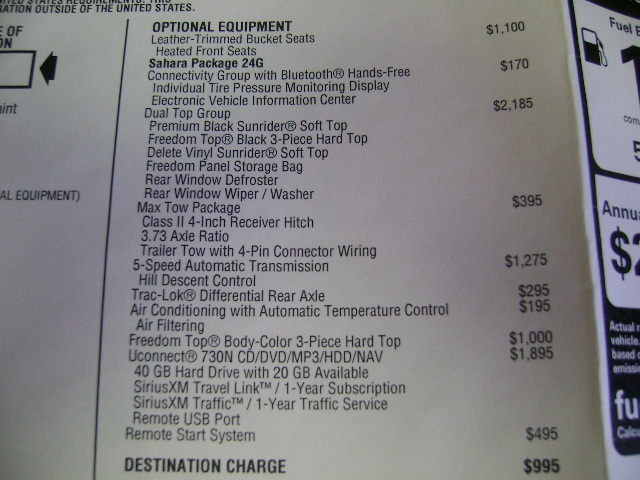 ATION OUTSIDE OF THE UNITED STATES.
E OF
ON
AL EQUIPMENT)
OPTIONAL EQUIPMENT
Leather-Trimmed Bucket Seats $1,100
Heated Front Seats
Sahara Package 24G
Connectivity Group with Bluetooth® Hands-Free $170
Individual Tire Pressure Monitoring Display
Electronic Vehicle Information Center
Dual Top Group $2,185
Premium Black Sunrider® Soft Top
Freedom Top® Black 3-Piece Hard Top
Delete Vinyl Sunrider® Soft Top
Freedom Panel Storage Bag
Rear Window Defroster
Rear Window Wiper / Washer
Max Tow Package $395
Class II 4-Inch Receiver Hitch
3.73 Axle Ratio
Trailer Tow with 4-Pin Connector Wiring
5-Speed Automatic Transmission $1,275
Hill Descent Control
Trac-Lok® Differential Rear Axle $295
Air Conditioning with Automatic Temperature Control $195
Air Filtering
Freedom Top® Body-Color 3-Piece Hard Top $1,000
Uconnect® 730N CD/DVD/MP3/HDD/NAV $1,895
40 GB Hard Drive with 20 GB Available
SiriusXM Travel Link™ / 1-Year Subscription
SiriusXM Traffic™ / 1-Year Traffic Service
Remote USB Port
Remote Start System $495
DESTINATION CHARGE $995
Fuel E
com
5
Annua
$2
Actual r
vehicle.
based o
emissio
fu
Calcu